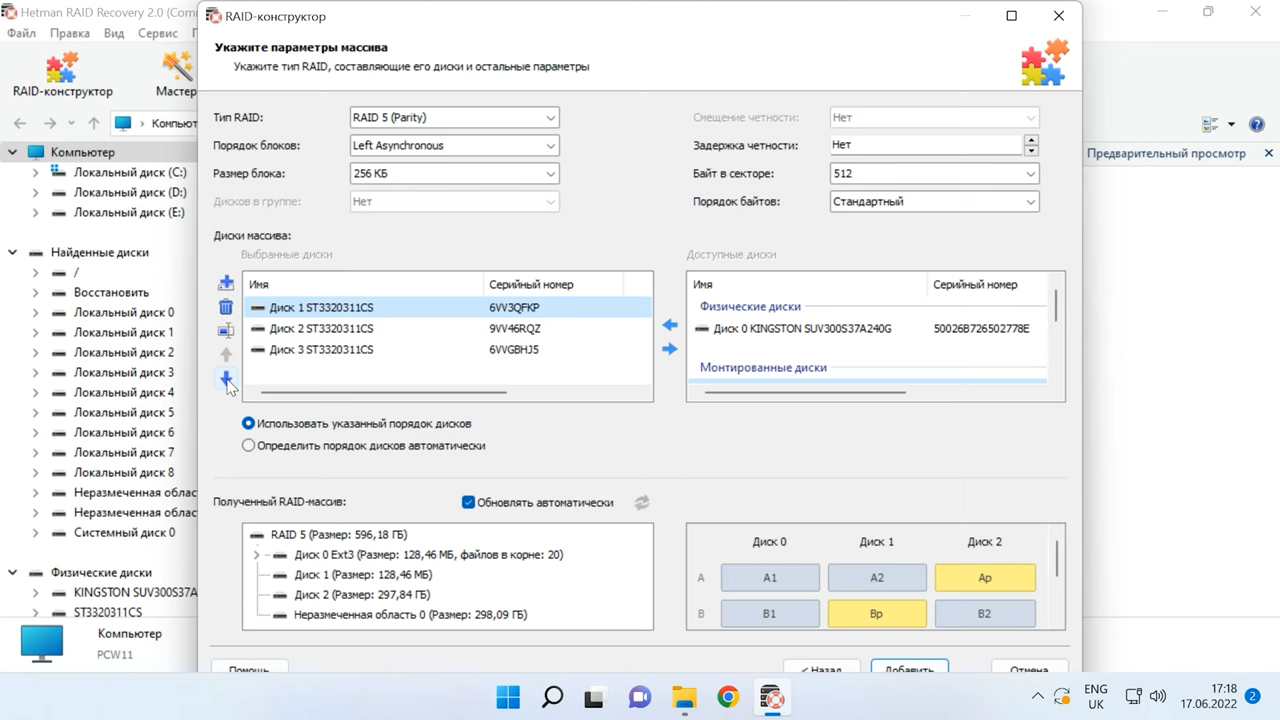 Hetman RAID Recovery 2.0 (Com
Файл Правка Вид Сервис
RAID-конструктор
Мастер
Компьют
Компьютер
Локальный диск (C:)
Локальный диск (D:)
Локальный диск (E:)
Найденные диски
/
Восстановить
Локальный диск 0
Локальный диск 1
Локальный диск 2
Локальный диск 3
Локальный диск 4
Локальный диск 5
Локальный диск 6
Локальный диск 7
Локальный диск 8
Неразмеченная облас
Неразмеченная облас
Системный диск 0
Физические диски
KINGSTON SUV300S37A
ST3320311CS
Компьютер
PCW11
RAID-конструктор
Укажите параметры массива
Укажите тип RAID, составляющие его диски и остальные параметры
Тип RAID: RAID 5 (Parity)
Порядок блоков: Left Asynchronous
Размер блока: 256 КБ
Дисков в группе: Нет
Смещение четности: Нет
Задержка четности: Нет
Байт в секторе: 512
Порядок байтов: Стандартный
Диски массива:
Выбранные диски
Имя Серийный номер
Диск 1 ST3320311CS 6VV3QFKP
Диск 2 ST3320311CS 9VV46RQZ
Диск 3 ST3320311CS 6VVGBHJ5
Доступные диски
Имя Серийный номер
Физические диски
Диск 0 KINGSTON SUV300S37A240G 50026B726502778E
Монтированные диски
Использовать указанный порядок дисков
Определить порядок дисков автоматически
Полученный RAID-массив:
Обновлять автоматически
RAID 5 (Размер: 596,18 ГБ)
Диск 0 Ext3 (Размер: 128,46 МБ, файлов в корне: 20)
Диск 1 (Размер: 128,46 МБ)
Диск 2 (Размер: 297,84 ГБ)
Неразмеченная область 0 (Размер: 298,09 ГБ)
Диск 0 Диск 1 Диск 2
A A1 A2 Ap
B B1 Bp B2
Помощь
< Назад
Добавить
Отмена
Предварительный просмотр
ENG
UK
17:18
17.06.2022
2